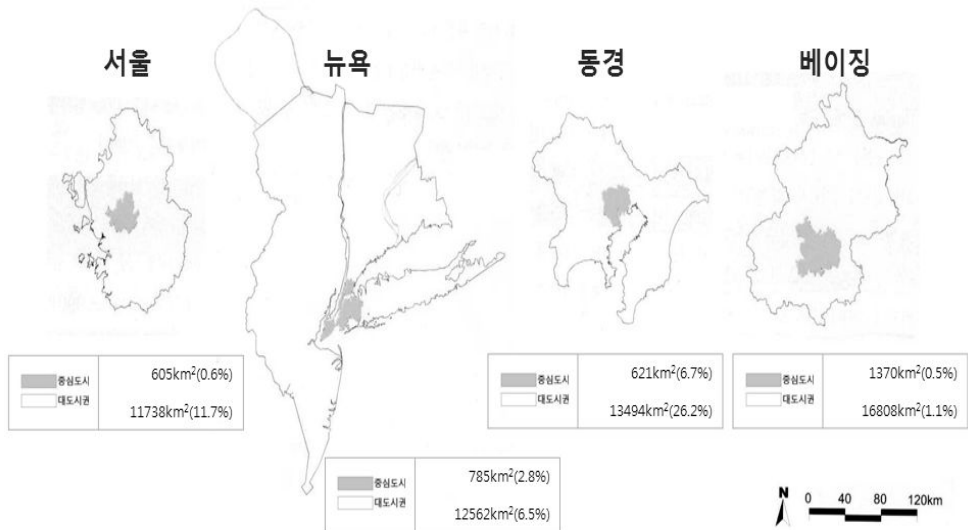 서울
뉴욕
동경
베이징
중심도시 605km²(0.6%)
대도시권 11738km²(11.7%)
중심도시 785km²(2.8%)
대도시권 12562km²(6.5%)
중심도시 621km²(6.7%)
대도시권 13494km²(26.2%)
중심도시 1370km²(0.5%)
대도시권 16808km²(1.1%)
N
0 40 80 120km